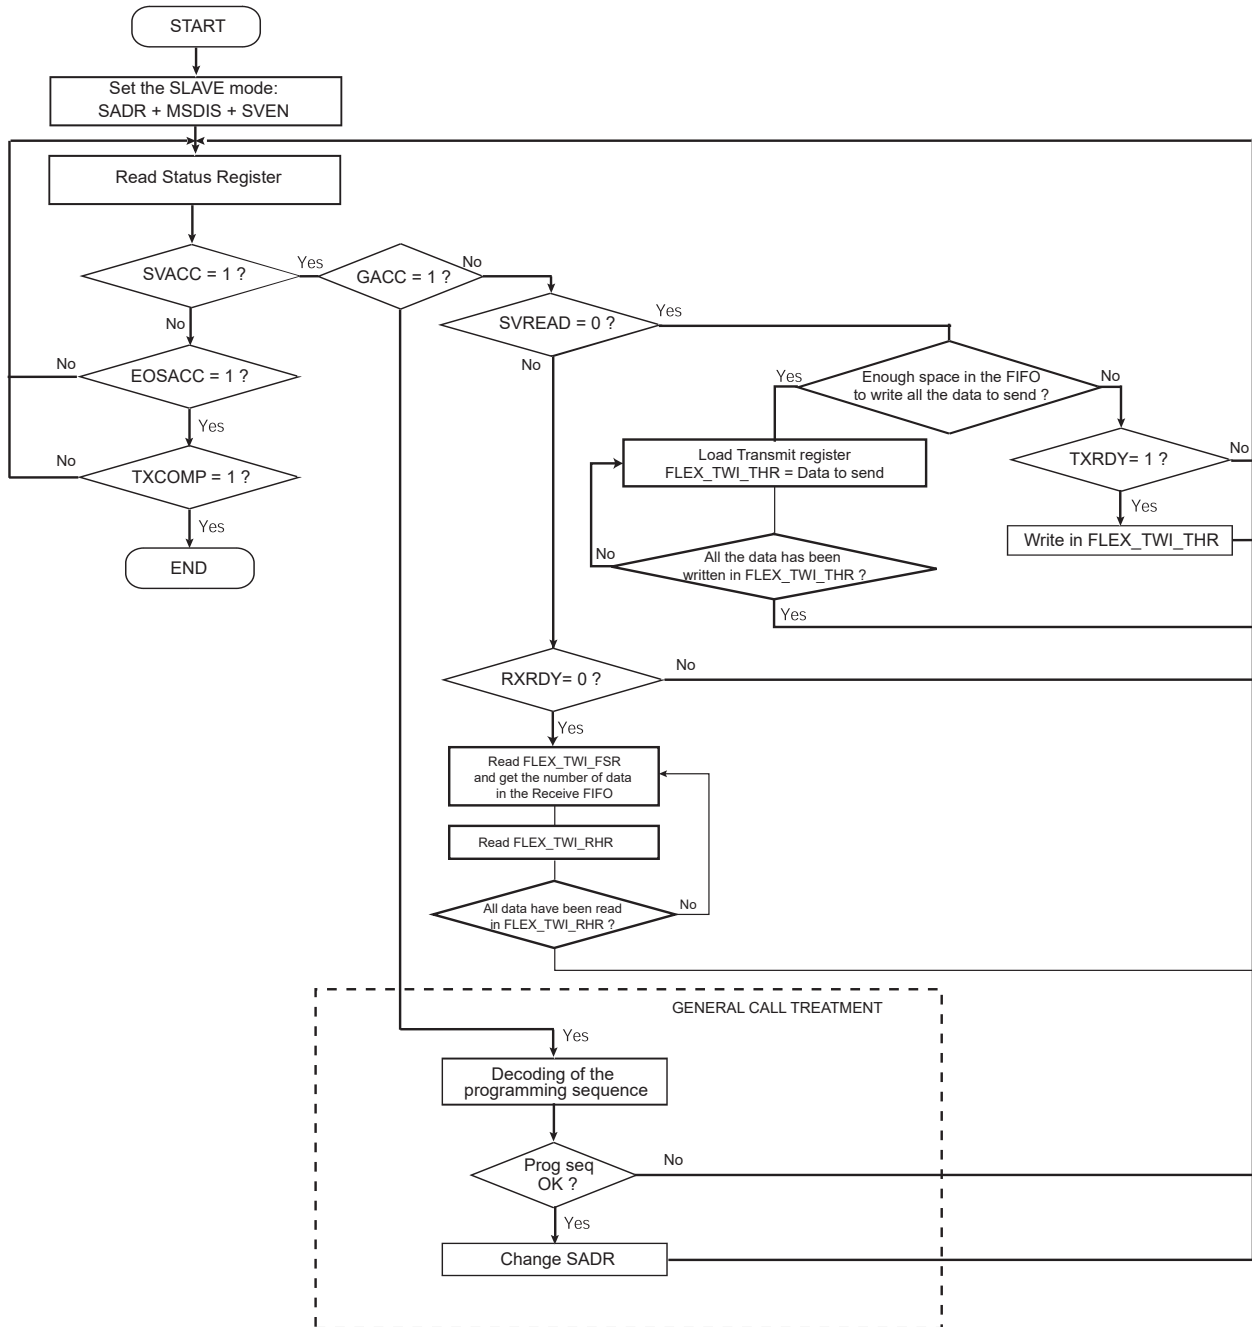 START
Set the SLAVE mode:
SADR + MSDIS + SVEN
Read Status Register
SVACC = 1 ?
Yes
GACC = 1 ?
No
SVREAD = 0 ?
Yes
No
No
EOSACC = 1 ?
No
Yes
Enough space in the FIFO
to write all the data to send ?
Yes
No
TXCOMP = 1 ?
No
Yes
END
Load Transmit register
FLEX_TWI_THR = Data to send
TXRDY= 1 ?
No
Yes
Write in FLEX_TWI_THR
All the data has been
written in FLEX_TWI_THR ?
No
Yes
RXRDY= 0 ?
No
Yes
Read FLEX_TWI_FSR
and get the number of data
in the Receive FIFO
Read FLEX_TWI_RHR
All data have been read
in FLEX_TWI_RHR ?
No
GENERAL CALL TREATMENT
Yes
Decoding of the
programming sequence
Prog seq
OK ?
No
Yes
Change SADR